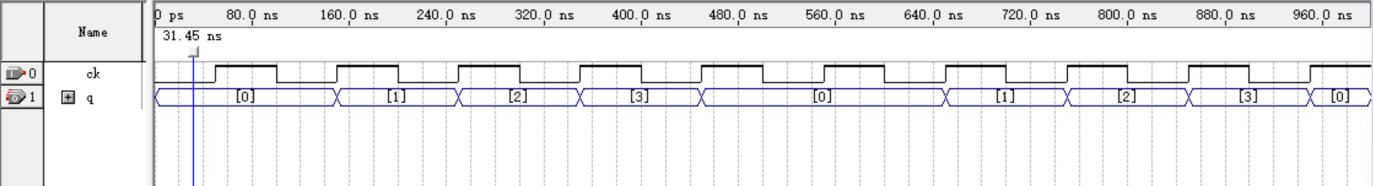 0 ps 80.0 ns 160.0 ns 240.0 ns 320.0 ns 400.0 ns 480.0 ns 560.0 ns 640.0 ns 720.0 ns 800.0 ns 880.0 ns 960.0 ns
Name
31.45 ns
0 ck
1 q [0] [1] [2] [3] [0] [1] [2] [3] [0]